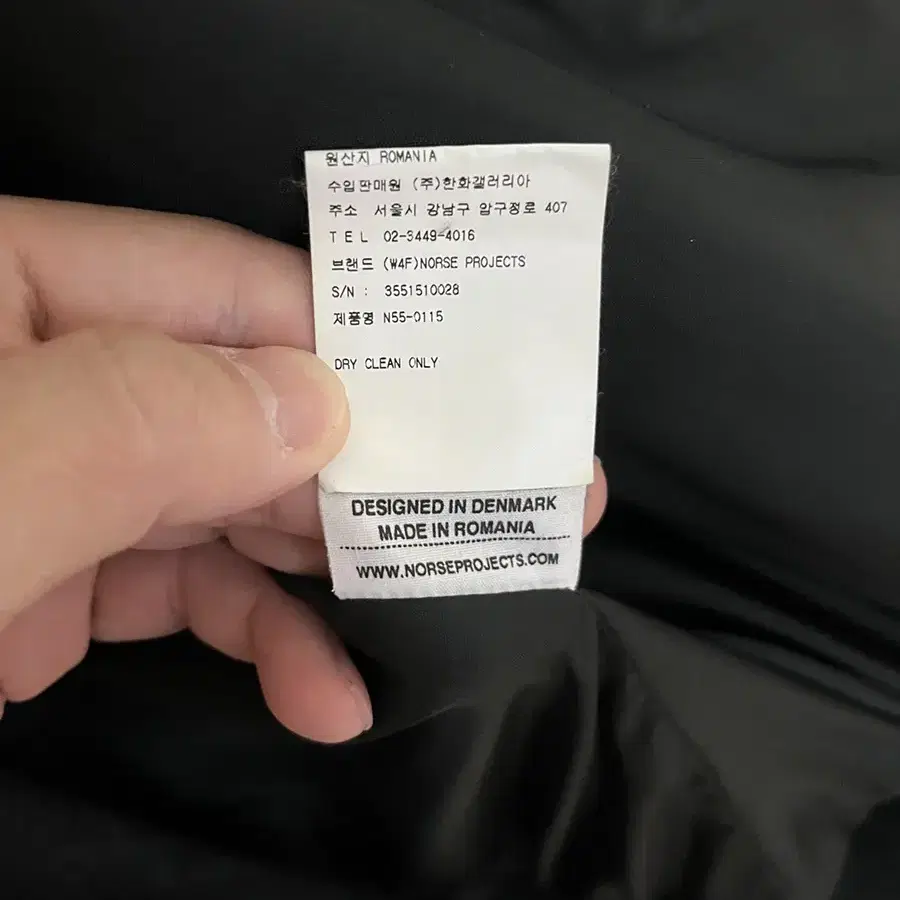 원산지 ROMANIA
수입판매원 (주)한화갤러리아
주소 서울시 강남구 압구정로 407
TEL 02-3449-4016
브랜드 (W4F)NORSE PROJECTS
S/N : 3551510028
제품명 N55-0115
DRY CLEAN ONLY
DESIGNED IN DENMARK
MADE IN ROMANIA
WWW.NORSEPROJECTS.COM